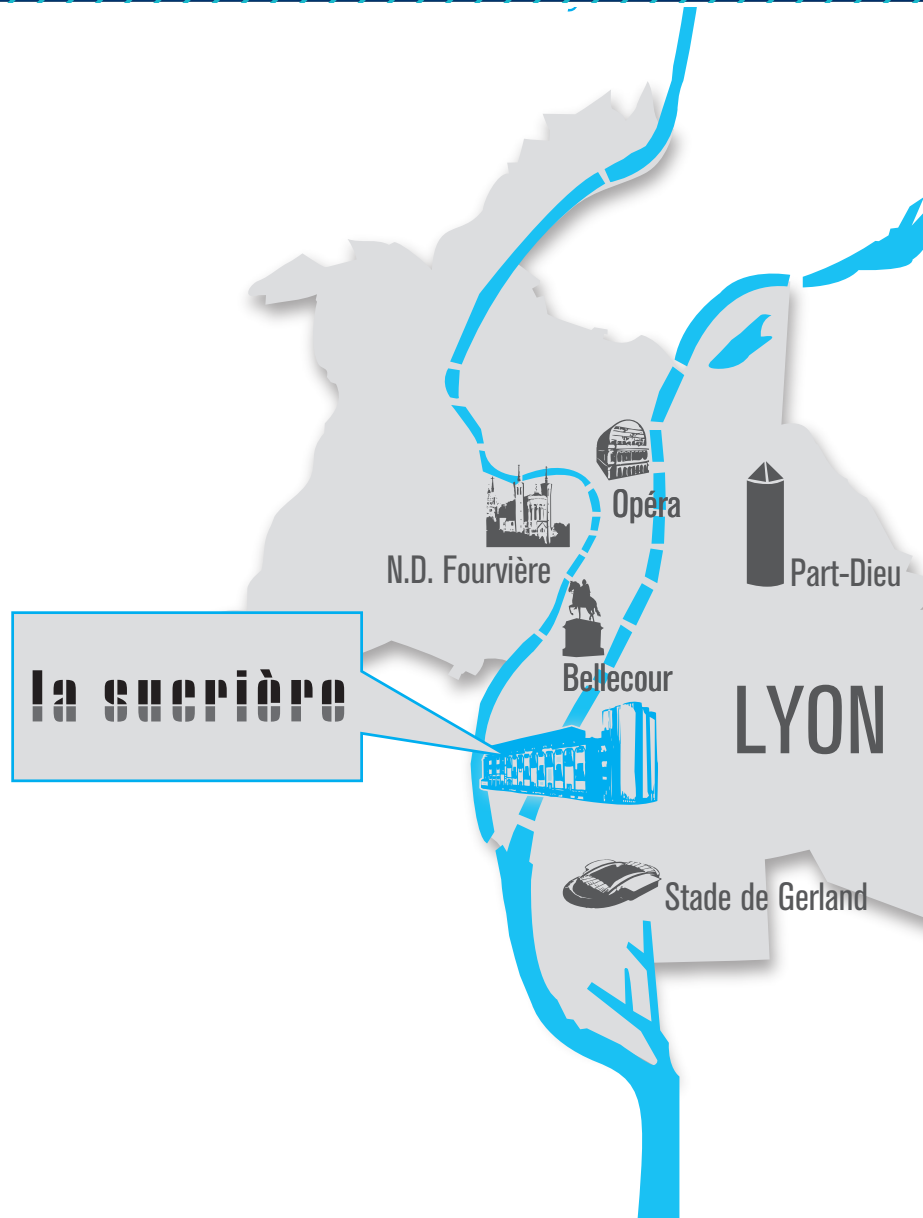 Opéra
N.D. Fourvière
Part-Dieu
Bellecour
la sucrière
LYON
Stade de Gerland